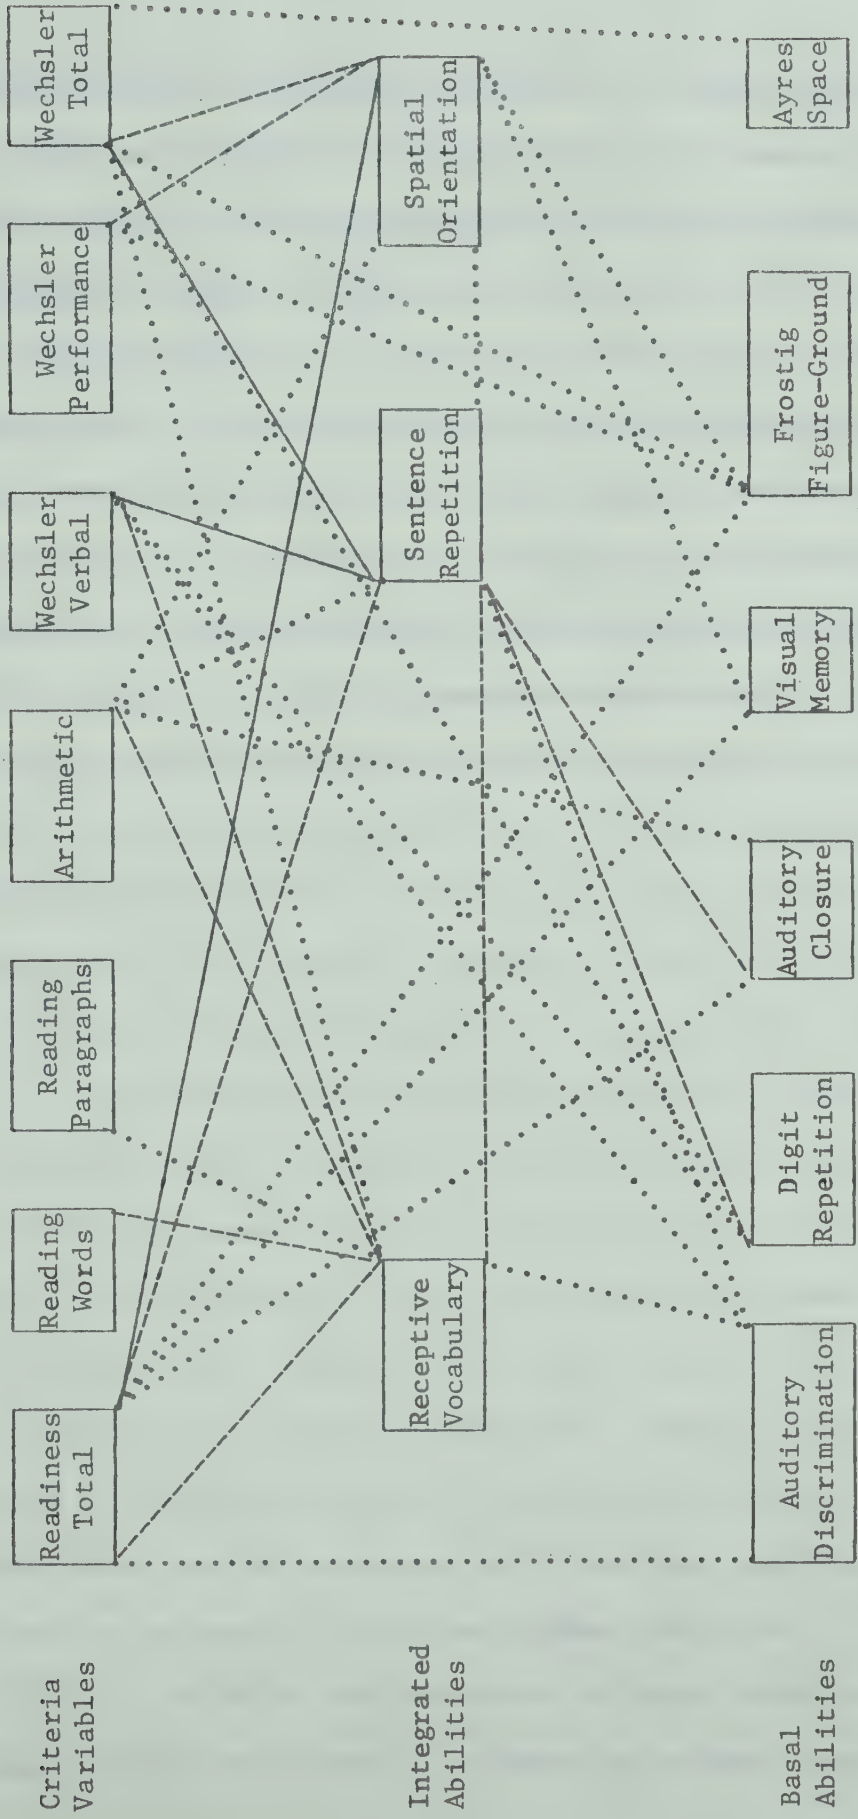 Criteria
Variables
Readiness
Total
Reading
Words
Reading
Paragraphs
Arithmetic
Wechsler
Verbal
Wechsler
Performance
Wechsler
Total
Integrated
Abilities
Receptive
Vocabulary
Sentence
Repetition
Spatial
Orientation
Basal
Abilities
Auditory
Discrimination
Digit
Repetition
Auditory
Closure
Visual
Memory
Frostig
Figure-Ground
Ayres
Space